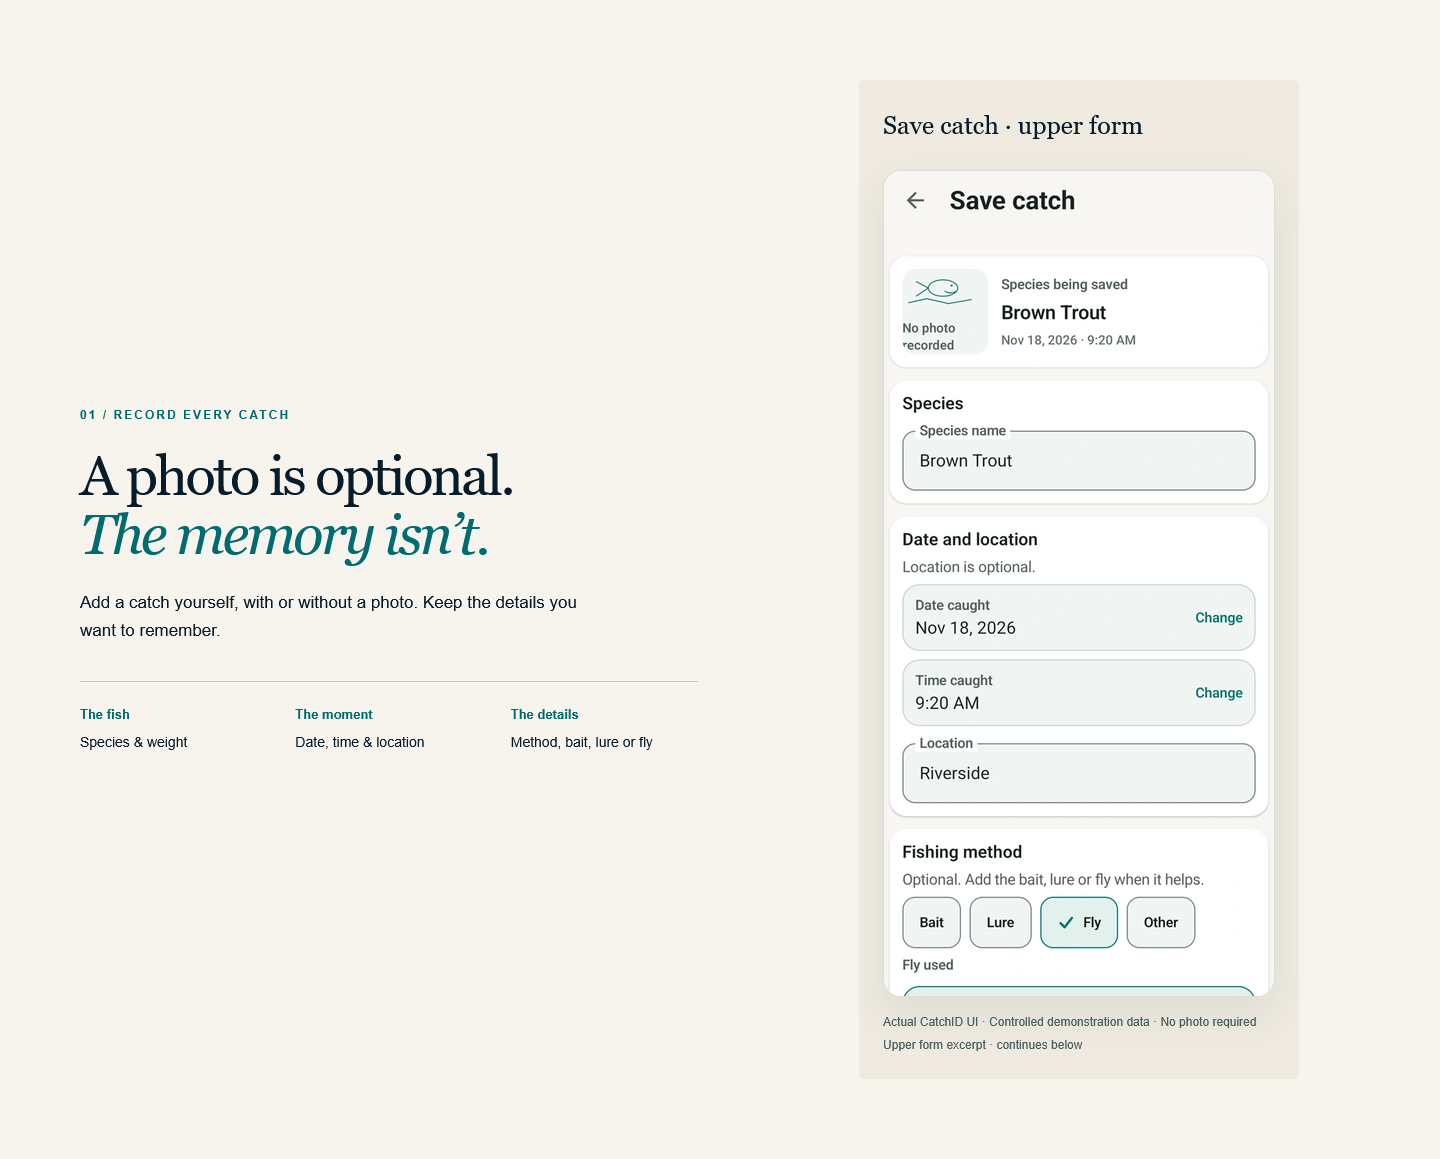 01 / RECORD EVERY CATCH
A photo is optional.
The memory isn’t.
Add a catch yourself, with or without a photo. Keep the details you
want to remember.
The fish
Species & weight
The moment
Date, time & location
The details
Method, bait, lure or fly
Save catch · upper form
Save catch
No photo
recorded
Species being saved
Brown Trout
Nov 18, 2026 · 9:20 AM
Species
Species name
Brown Trout
Date and location
Location is optional.
Date caught
Nov 18, 2026
Change
Time caught
9:20 AM
Change
Location
Riverside
Fishing method
Optional. Add the bait, lure or fly when it helps.
Bait
Lure
Fly
Other
Fly used
Actual CatchID UI · Controlled demonstration data · No photo required
Upper form excerpt · continues below